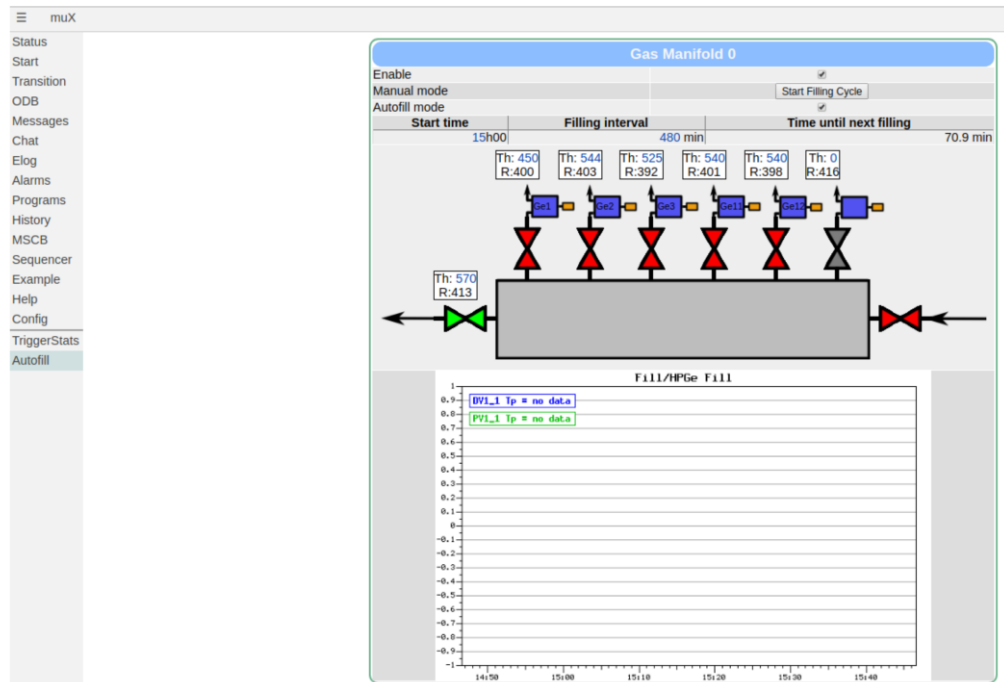 ☰ muX
Status
Start
Transition
ODB
Messages
Chat
Elog
Alarms
Programs
History
MSCB
Sequencer
Example
Help
Config
TriggerStats
Autofill
Gas Manifold 0
Enable
Manual mode Start Filling Cycle
Autofill mode
Start time Filling interval Time until next filling
15h00 480 min 70.9 min
Th: 450 Th: 544 Th: 525 Th: 540 Th: 540 Th: 0
R:400 R:403 R:392 R:401 R:398 R:416
Ge1 Ge2 Ge3 Ge11 Ge12
Th: 570
R:413
Fill/HPGe Fill
1
0.9
DV1_1 Tp = no data
0.8
PV1_1 Tp = no data
0.7
0.6
0.5
0.4
0.3
0.2
0.1
0
-0.1
-0.2
-0.3
-0.4
-0.5
-0.6
-0.7
-0.8
-0.9
-1
14:50 15:00 15:10 15:20 15:30 15:40